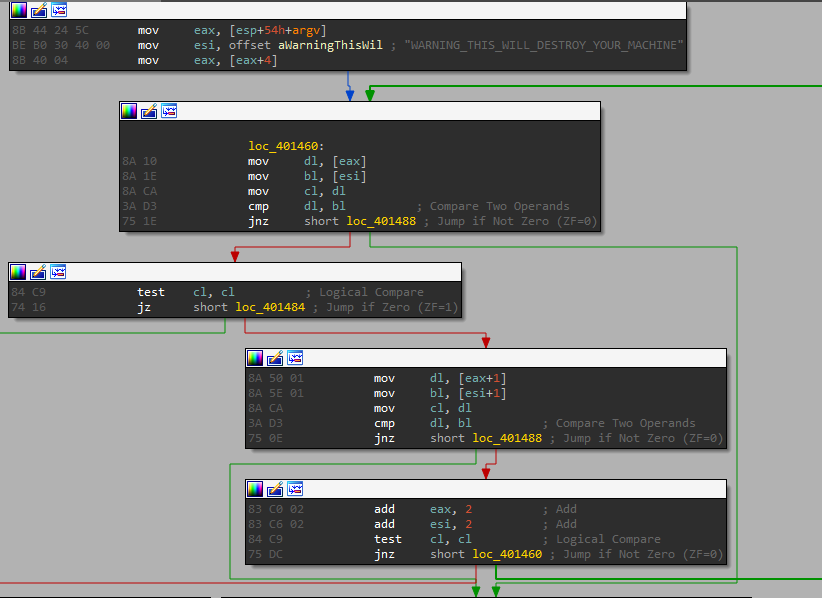 8B 44 24 5C mov eax, [esp+54h+argv]
BE B0 30 40 00 mov esi, offset aWarningThisWil ; "WARNING_THIS_WILL_DESTROY_YOUR_MACHINE"
8B 40 04 mov eax, [eax+4]
loc_401460:
8A 10 mov dl, [eax]
8A 1E mov bl, [esi]
8A CA mov cl, dl
3A D3 cmp dl, bl ; Compare Two Operands
75 1E jnz short loc_401488 ; Jump if Not Zero (ZF=0)
84 C9 test cl, cl ; Logical Compare
74 16 jz short loc_401484 ; Jump if Zero (ZF=1)
8A 50 01 mov dl, [eax+1]
8A 5E 01 mov bl, [esi+1]
8A CA mov cl, dl
3A D3 cmp dl, bl ; Compare Two Operands
75 0E jnz short loc_401488 ; Jump if Not Zero (ZF=0)
83 C0 02 add eax, 2 ; Add
83 C6 02 add esi, 2 ; Add
84 C9 test cl, cl ; Logical Compare
75 DC jnz short loc_401460 ; Jump if Not Zero (ZF=0)